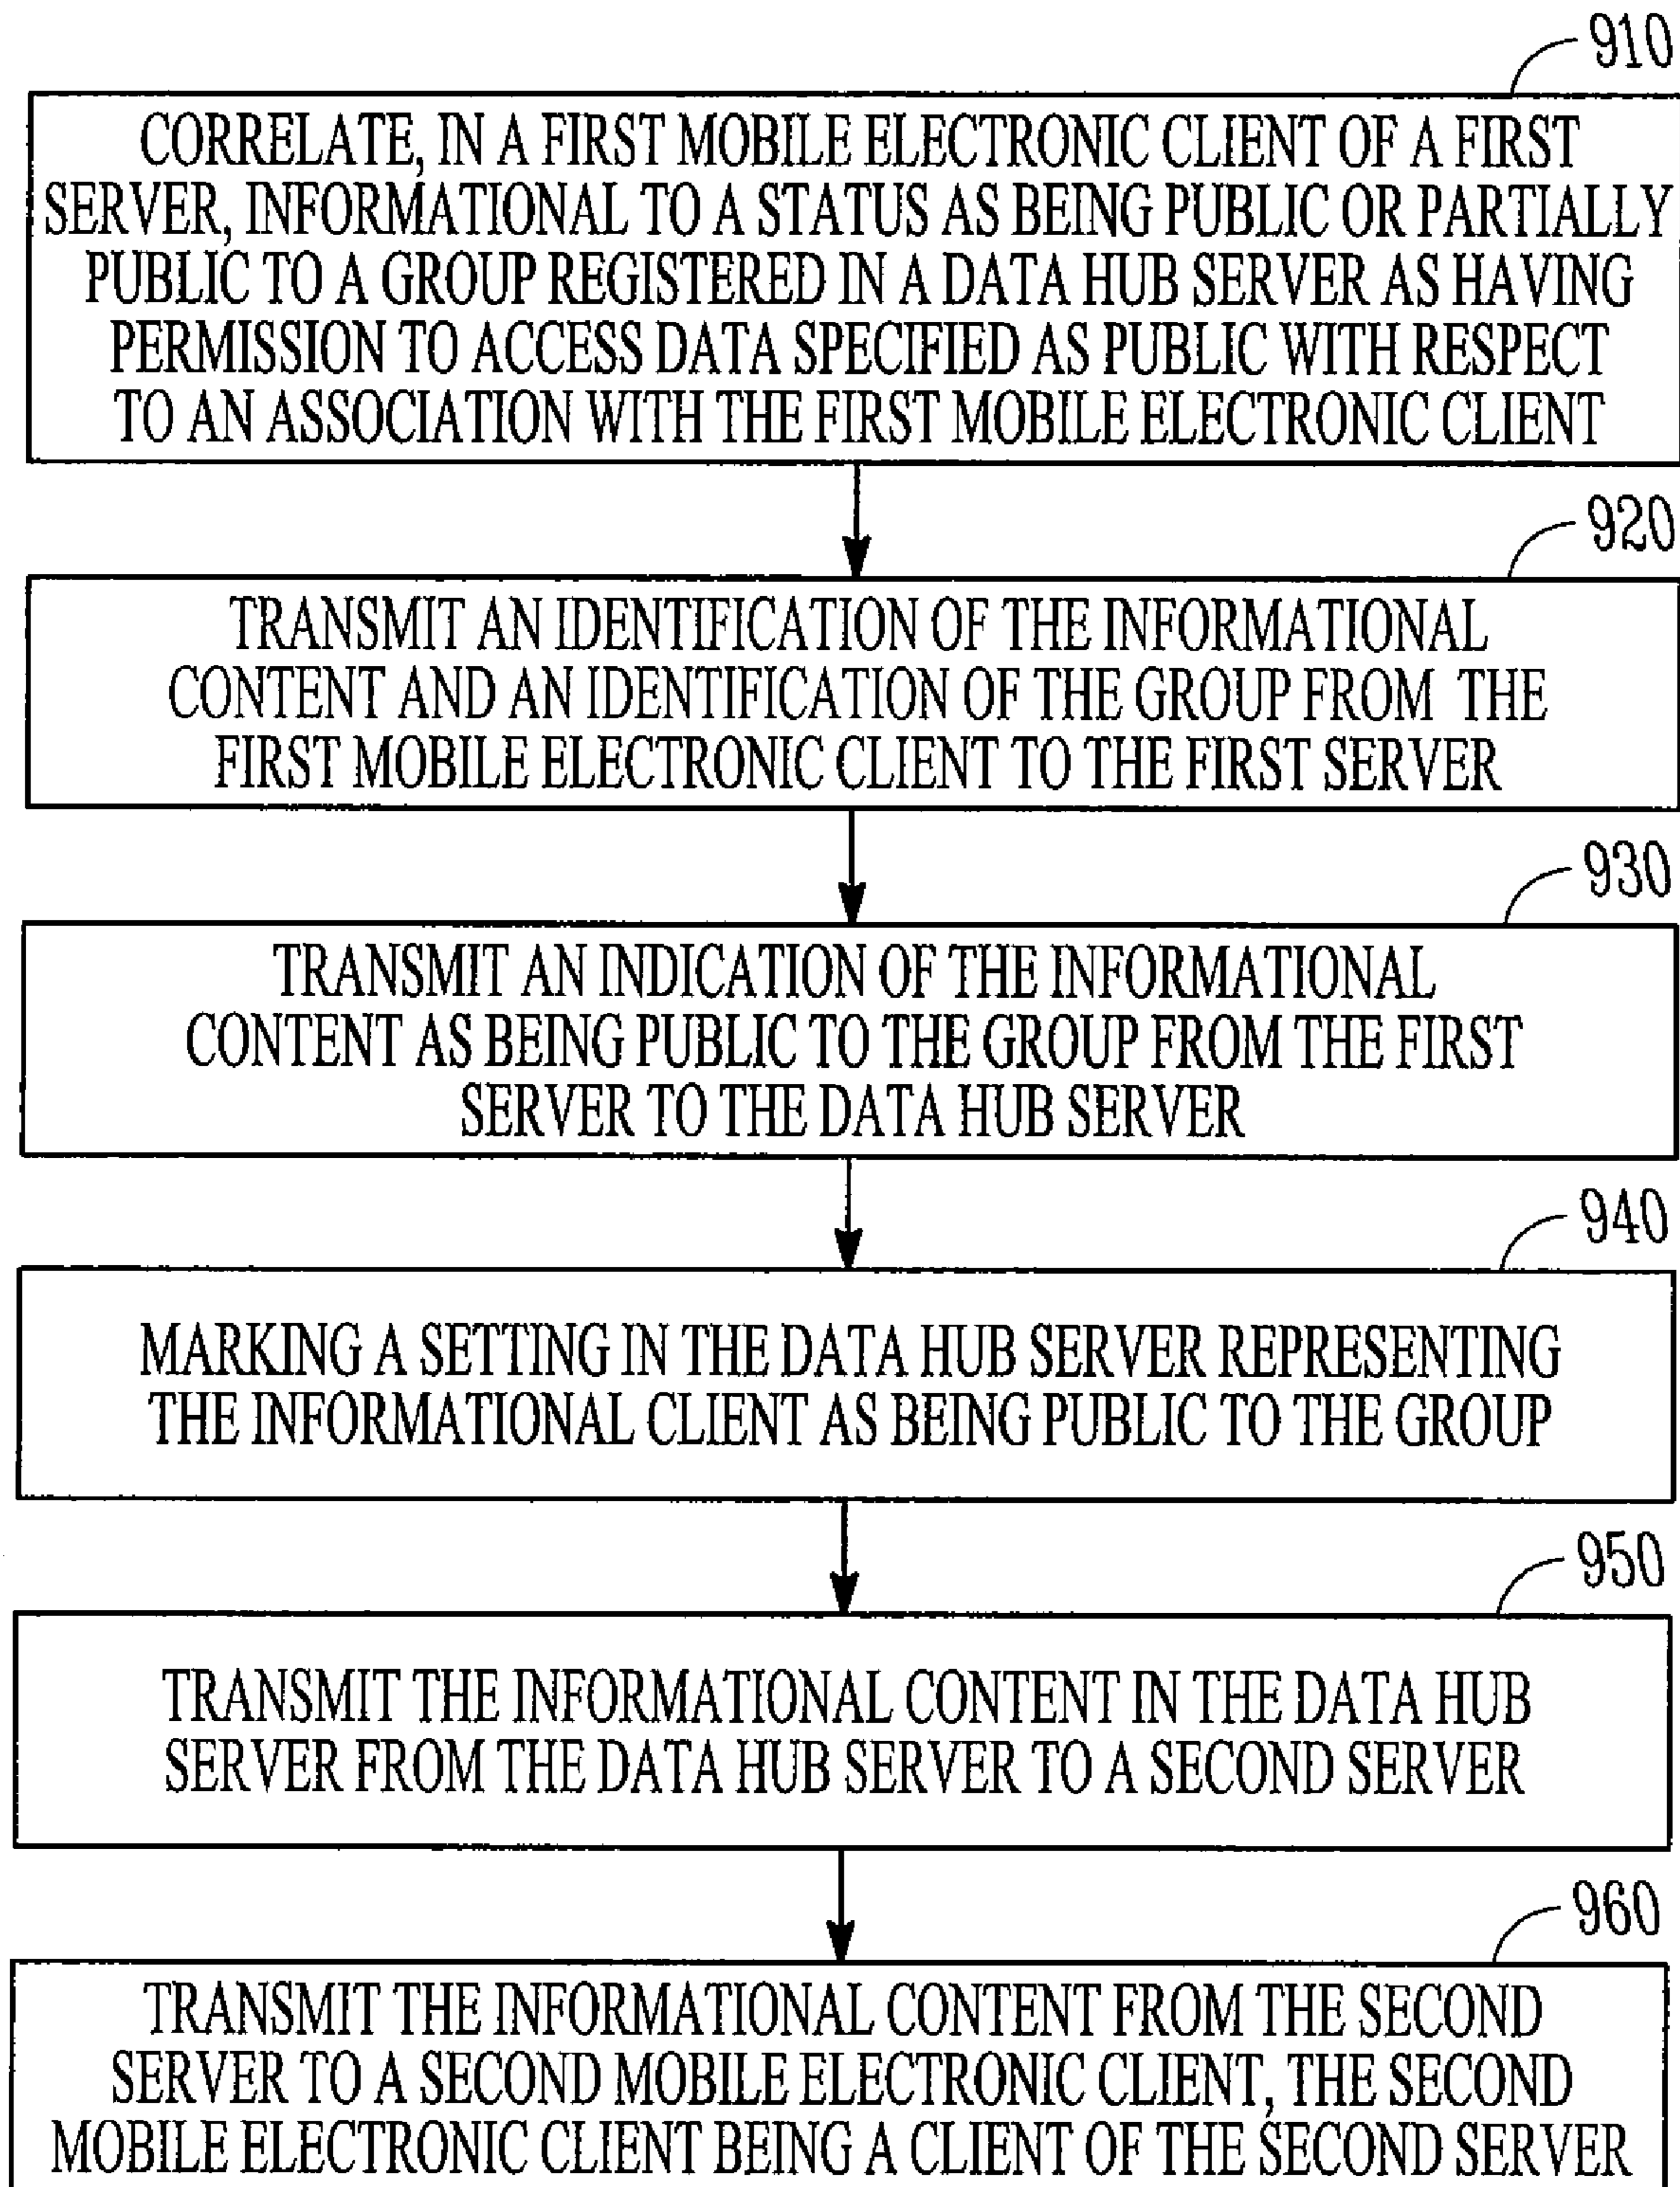 910
CORRELATE, IN A FIRST MOBILE ELECTRONIC CLIENT OF A FIRST
SERVER, INFORMATIONAL TO A STATUS AS BEING PUBLIC OR PARTIALLY
PUBLIC TO A GROUP REGISTERED IN A DATA HUB SERVER AS HAVING
PERMISSION TO ACCESS DATA SPECIFIED AS PUBLIC WITH RESPECT
TO AN ASSOCIATION WITH THE FIRST MOBILE ELECTRONIC CLIENT
920
TRANSMIT AN IDENTIFICATION OF THE INFORMATIONAL
CONTENT AND AN IDENTIFICATION OF THE GROUP FROM THE
FIRST MOBILE ELECTRONIC CLIENT TO THE FIRST SERVER
930
TRANSMIT AN INDICATION OF THE INFORMATIONAL
CONTENT AS BEING PUBLIC TO THE GROUP FROM THE FIRST
SERVER TO THE DATA HUB SERVER
940
MARKING A SETTING IN THE DATA HUB SERVER REPRESENTING
THE INFORMATIONAL CLIENT AS BEING PUBLIC TO THE GROUP
950
TRANSMIT THE INFORMATIONAL CONTENT IN THE DATA HUB
SERVER FROM THE DATA HUB SERVER TO A SECOND SERVER
960
TRANSMIT THE INFORMATIONAL CONTENT FROM THE SECOND
SERVER TO A SECOND MOBILE ELECTRONIC CLIENT, THE SECOND
MOBILE ELECTRONIC CLIENT BEING A CLIENT OF THE SECOND SERVER